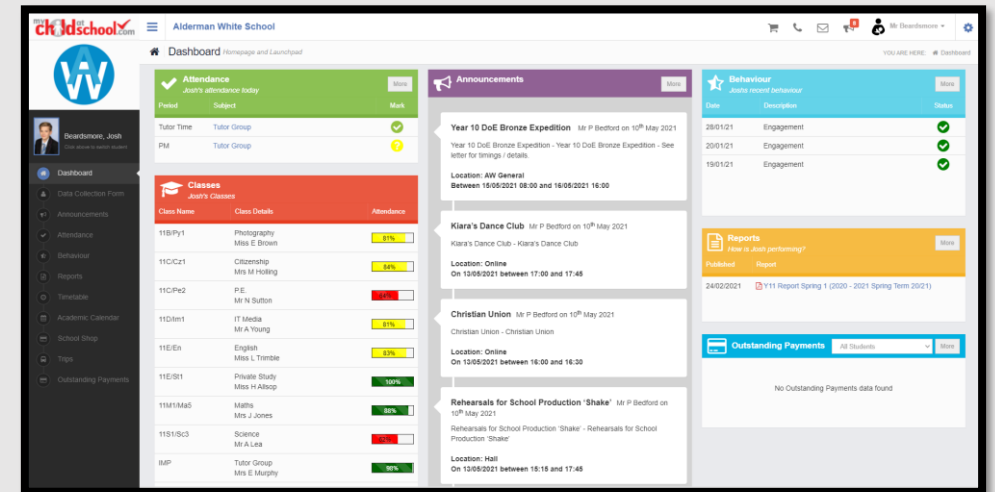 my at
Childschool.com
Alderman White School
8
Mr Beardsmore
Dashboard Homepage and Launchpad
YOU ARE HERE: Dashboard
AW
Beardsmore, Josh
Click above to switch student
Dashboard
Data Collection Form
Announcements
Attendance
Behaviour
Reports
Timetable
Academic Calendar
School Shop
Trips
Outstanding Payments
Attendance
Josh's attendance today
More
Period Subject Mark
Tutor Time Tutor Group
PM Tutor Group ?
Classes
Josh's Classes
Class Name Class Details Attendance
11B/Py1 Photography 81%
Miss E Brown
11C/Cz1 Citizenship 84%
Mrs M Holling
11C/Pe2 P.E.
Mr N Sutton
11D/Im1 IT Media 81%
Mr A Young
11E/En English 83%
Miss L Trimble
11E/St1 Private Study 100%
Miss H Allsop
11M1/Ma5 Maths 88%
Mrs J Jones
11S1/Sc3 Science
Mr A Lea
IMP Tutor Group 98%
Mrs E Murphy
Announcements
More
Year 10 DoE Bronze Expedition Mr P Bedford on 10th May 2021
Year 10 DoE Bronze Expedition - Year 10 DoE Bronze Expedition - See
letter for timings / details.
Location: AW General
Between 15/05/2021 08:00 and 16/05/2021 16:00
Kiara's Dance Club Mr P Bedford on 10th May 2021
Kiara's Dance Club - Kiara's Dance Club
Location: Online
On 13/05/2021 between 17:00 and 17:45
Christian Union Mr P Bedford on 10th May 2021
Christian Union - Christian Union
Location: Online
On 13/05/2021 between 16:00 and 16:30
Rehearsals for School Production 'Shake' Mr P Bedford on
10th May 2021
Rehearsals for School Production 'Shake' - Rehearsals for School
Production 'Shake'
Location: Hall
On 13/05/2021 between 15:15 and 17:45
Behaviour
Joshs recent behaviour
More
Date Description Status
28/01/21 Engagement
20/01/21 Engagement
19/01/21 Engagement
Reports
How is Josh performing?
More
Published Report
24/02/2021 Y11 Report Spring 1 (2020 - 2021 Spring Term 20/21)
Outstanding Payments All Students More
No Outstanding Payments data found